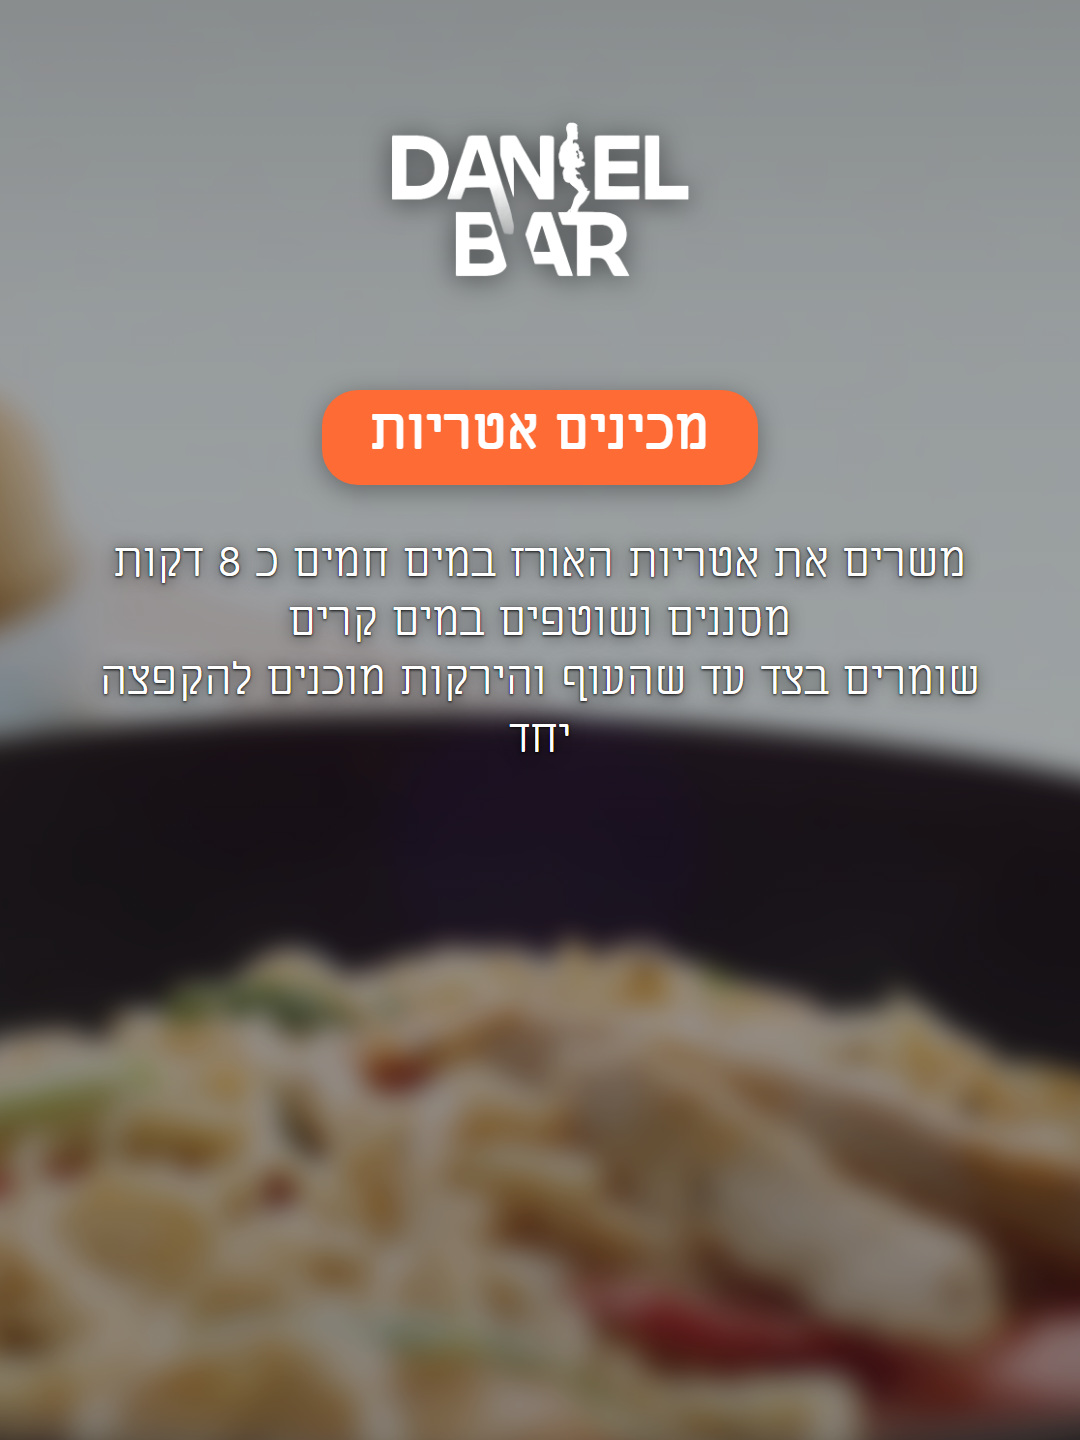 DANIEL
BAR
מכינים אטריות
משרים את אטריות האורז במים חמים כ 8 דקות
מסננים ושוטפים במים קרים
שומרים בצד עד שהעוף והירקות מוכנים להקפצה
יחד